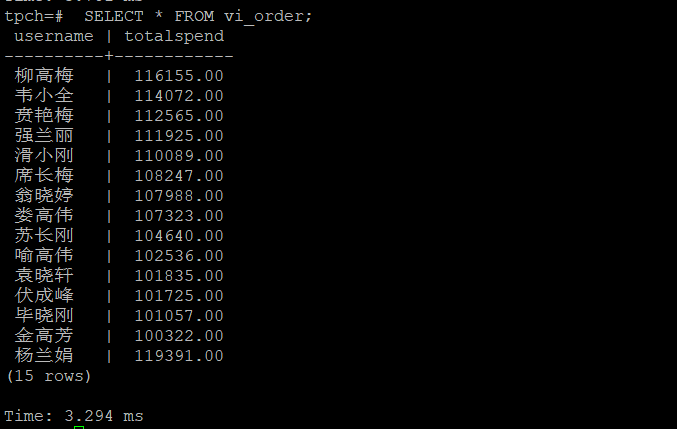 tpch=#  SELECT * FROM vi_order;
 username | totalspend
----------+------------
 柳高梅   |  116155.00
 韦小全   |  114072.00
 贲艳梅   |  112565.00
 强兰丽   |  111925.00
 滑小刚   |  110089.00
 席长梅   |  108247.00
 翁晓婷   |  107988.00
 娄高伟   |  107323.00
 苏长刚   |  104640.00
 喻高伟   |  102536.00
 袁晓轩   |  101835.00
 伏成峰   |  101725.00
 毕晓刚   |  101057.00
 金高芳   |  100322.00
 杨兰娟   |  119391.00
(15 rows)

Time: 3.294 ms